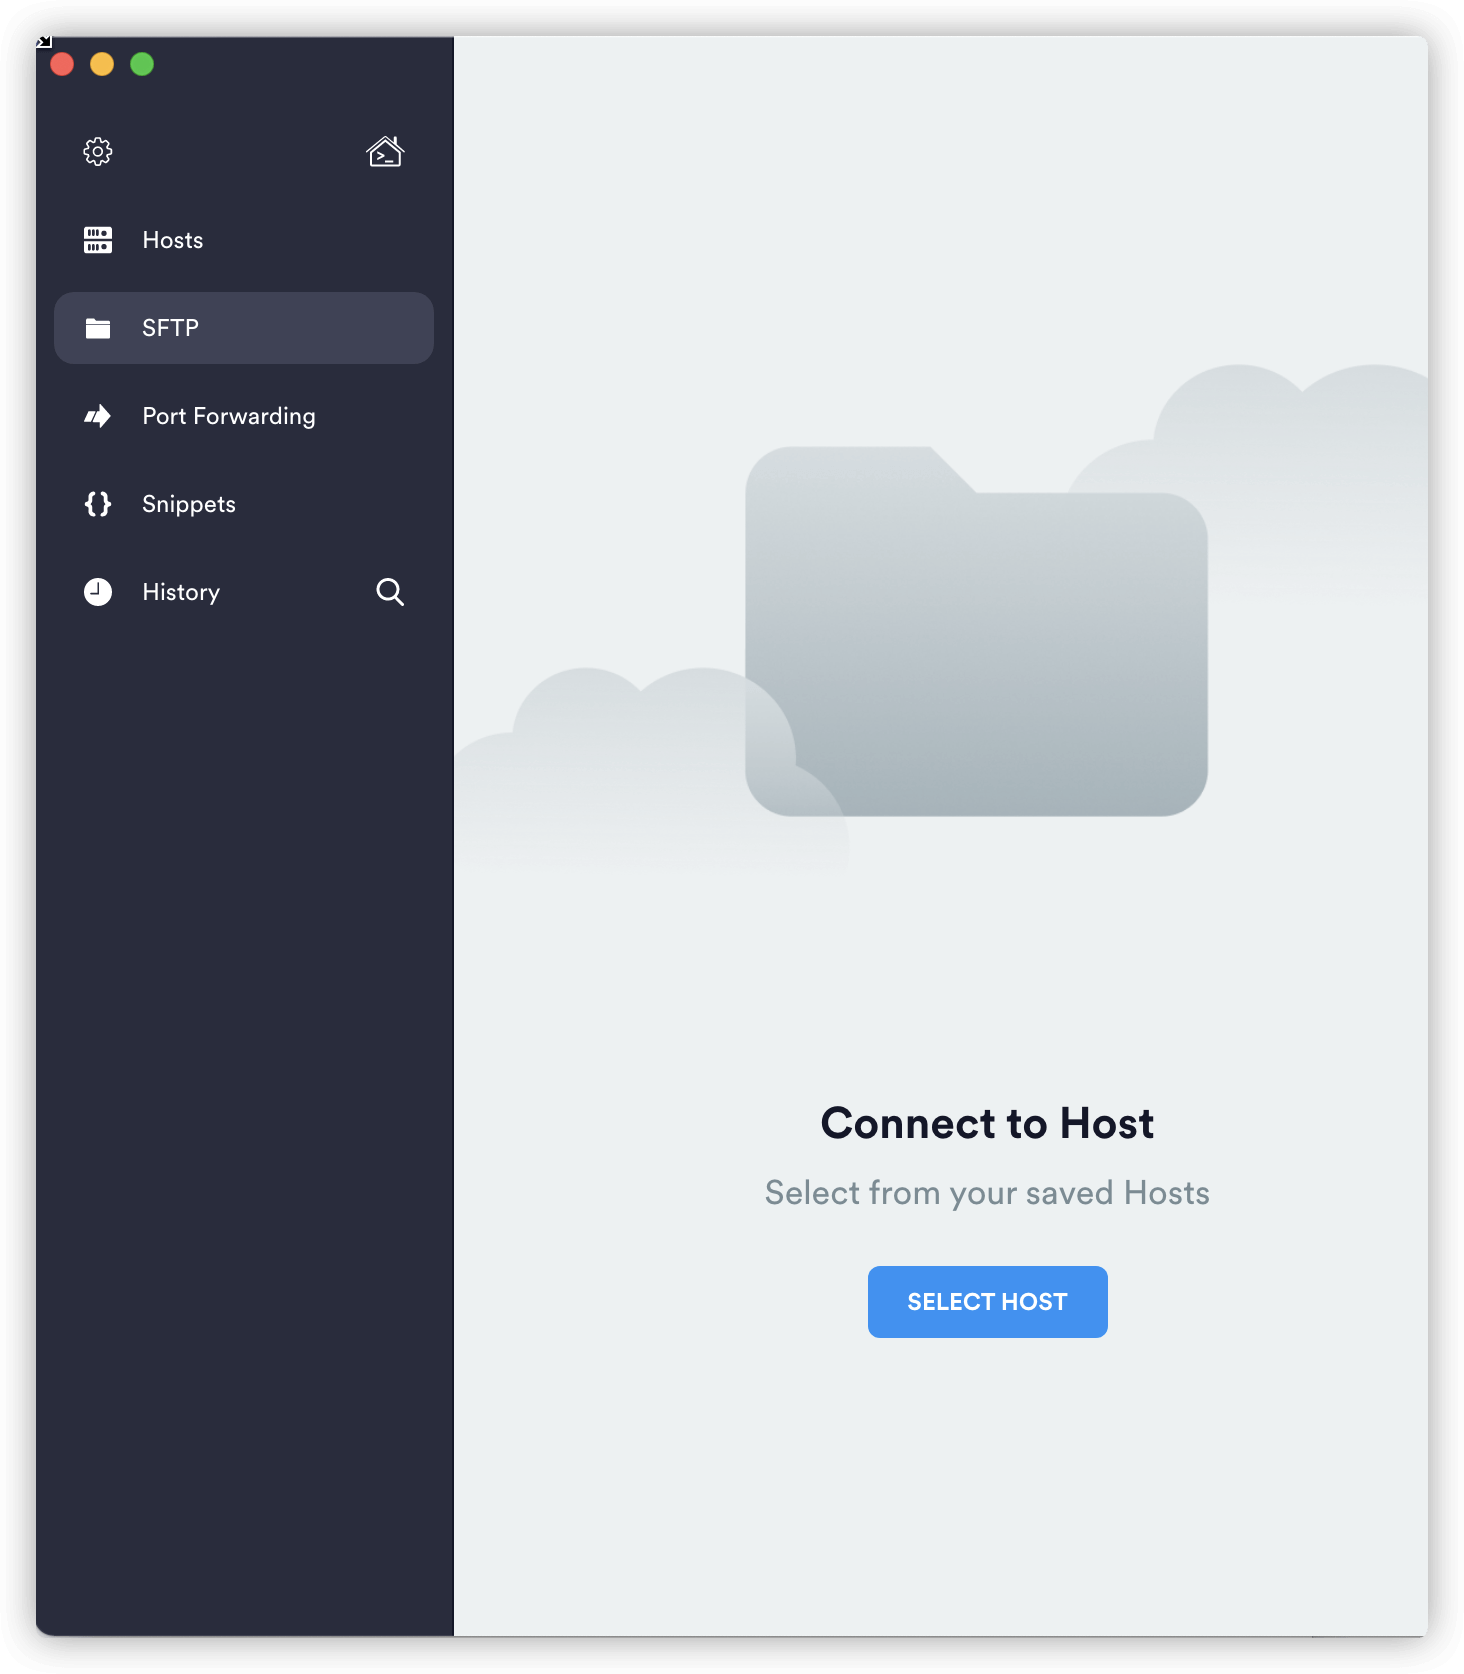 Hosts
SFTP
Port Forwarding
Snippets
History
Connect to Host
Select from your saved Hosts
SELECT HOST